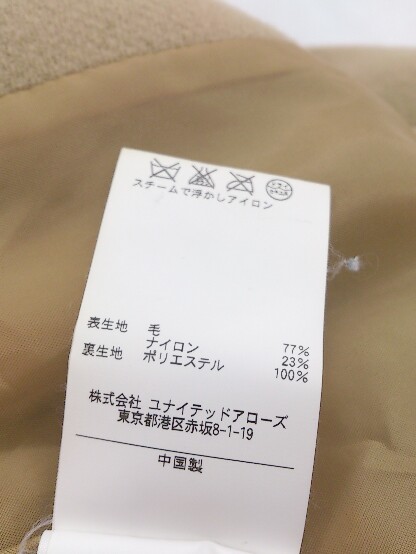 スチームで浮かしアイロン
表生地 毛 77%
ナイロン 23%
裏生地 ポリエステル 100%
株式会社 ユナイテッドアローズ
東京都港区赤坂8-1-19
中国製